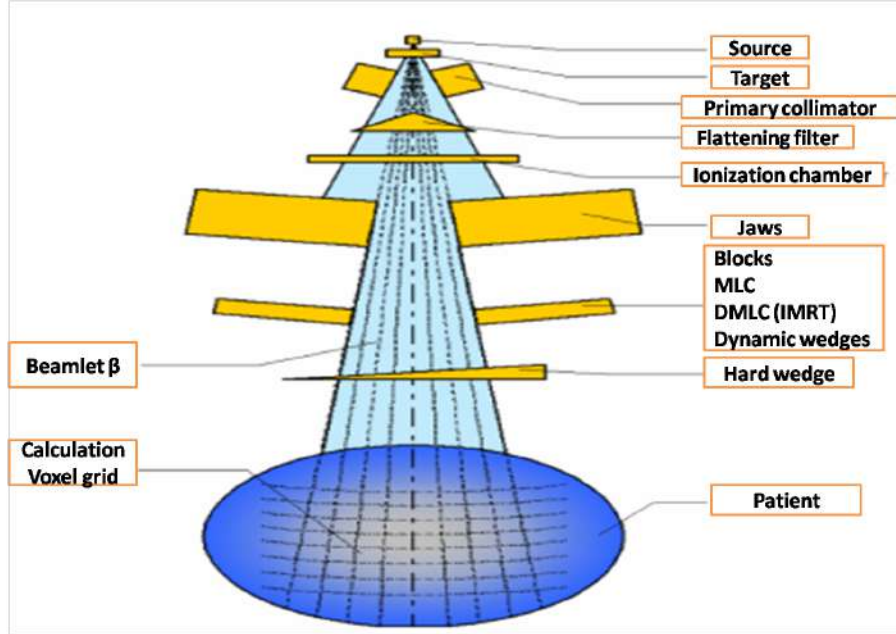 Source
Target
Primary collimator
Flattening filter
Ionization chamber
Jaws
Blocks
MLC
DMLC (IMRT)
Dynamic wedges
Beamlet β
Hard wedge
Calculation
Voxel grid
Patient